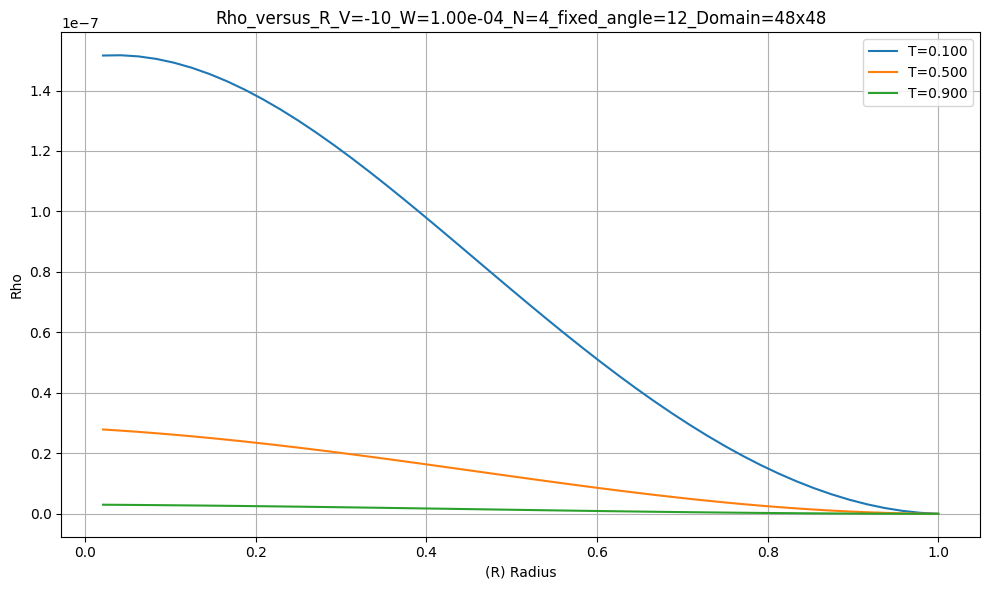 Rho_versus_R_V=-10_W=1.00e-04_N=4_fixed_angle=12_Domain=48x48
1e−7
T=0.100
T=0.500
T=0.900
1.4
1.2
1.0
0.8
0.6
0.4
0.2
0.0
Rho
0.0 0.2 0.4 0.6 0.8 1.0
(R) Radius